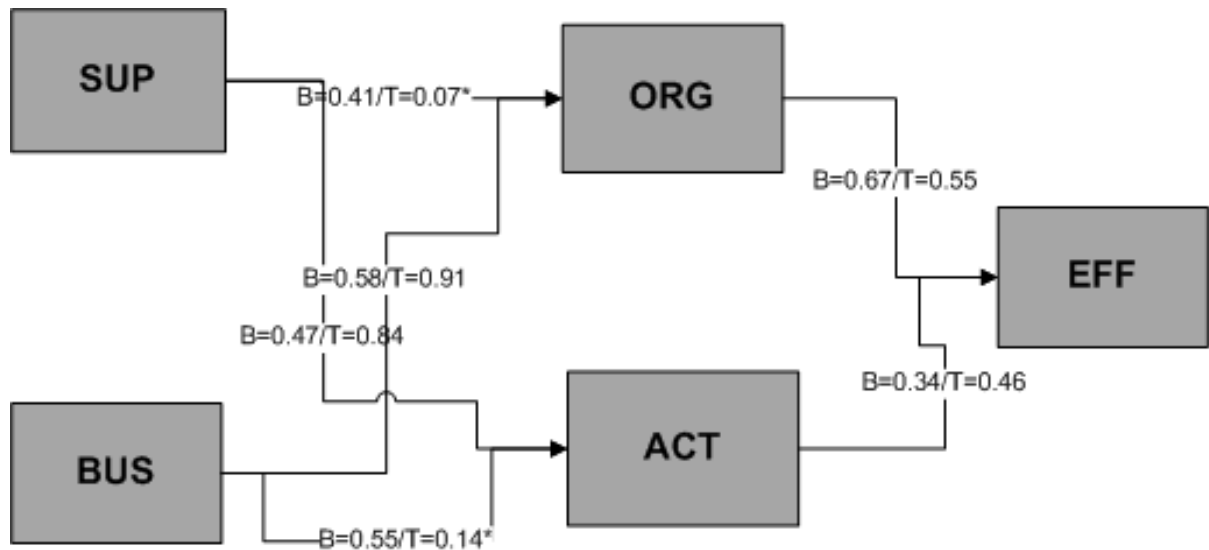 SUP
B=0.41/T=0.07*
ORG
B=0.67/T=0.55
EFF
B=0.58/T=0.91
B=0.47/T=0.84
B=0.34/T=0.46
BUS
ACT
B=0.55/T=0.14*